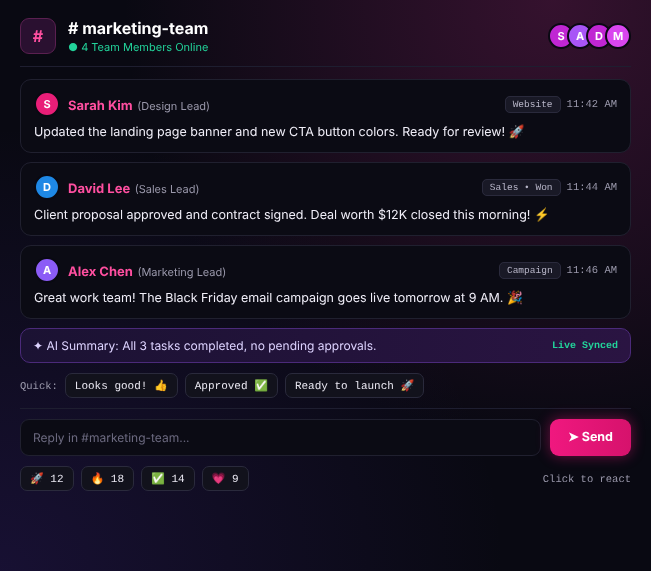 # # marketing-team
4 Team Members Online
S A D M
S Sarah Kim (Design Lead) Website 11:42 AM
Updated the landing page banner and new CTA button colors. Ready for review! 🚀
D David Lee (Sales Lead) Sales • Won 11:44 AM
Client proposal approved and contract signed. Deal worth $12K closed this morning! ⚡
A Alex Chen (Marketing Lead) Campaign 11:46 AM
Great work team! The Black Friday email campaign goes live tomorrow at 9 AM. 🎉
✦ AI Summary: All 3 tasks completed, no pending approvals. Live Synced
Quick: Looks good! 👍 Approved ✅ Ready to launch 🚀
Reply in #marketing-team... ➤ Send
🚀 12 🔥 18 ✅ 14 💗 9 Click to react